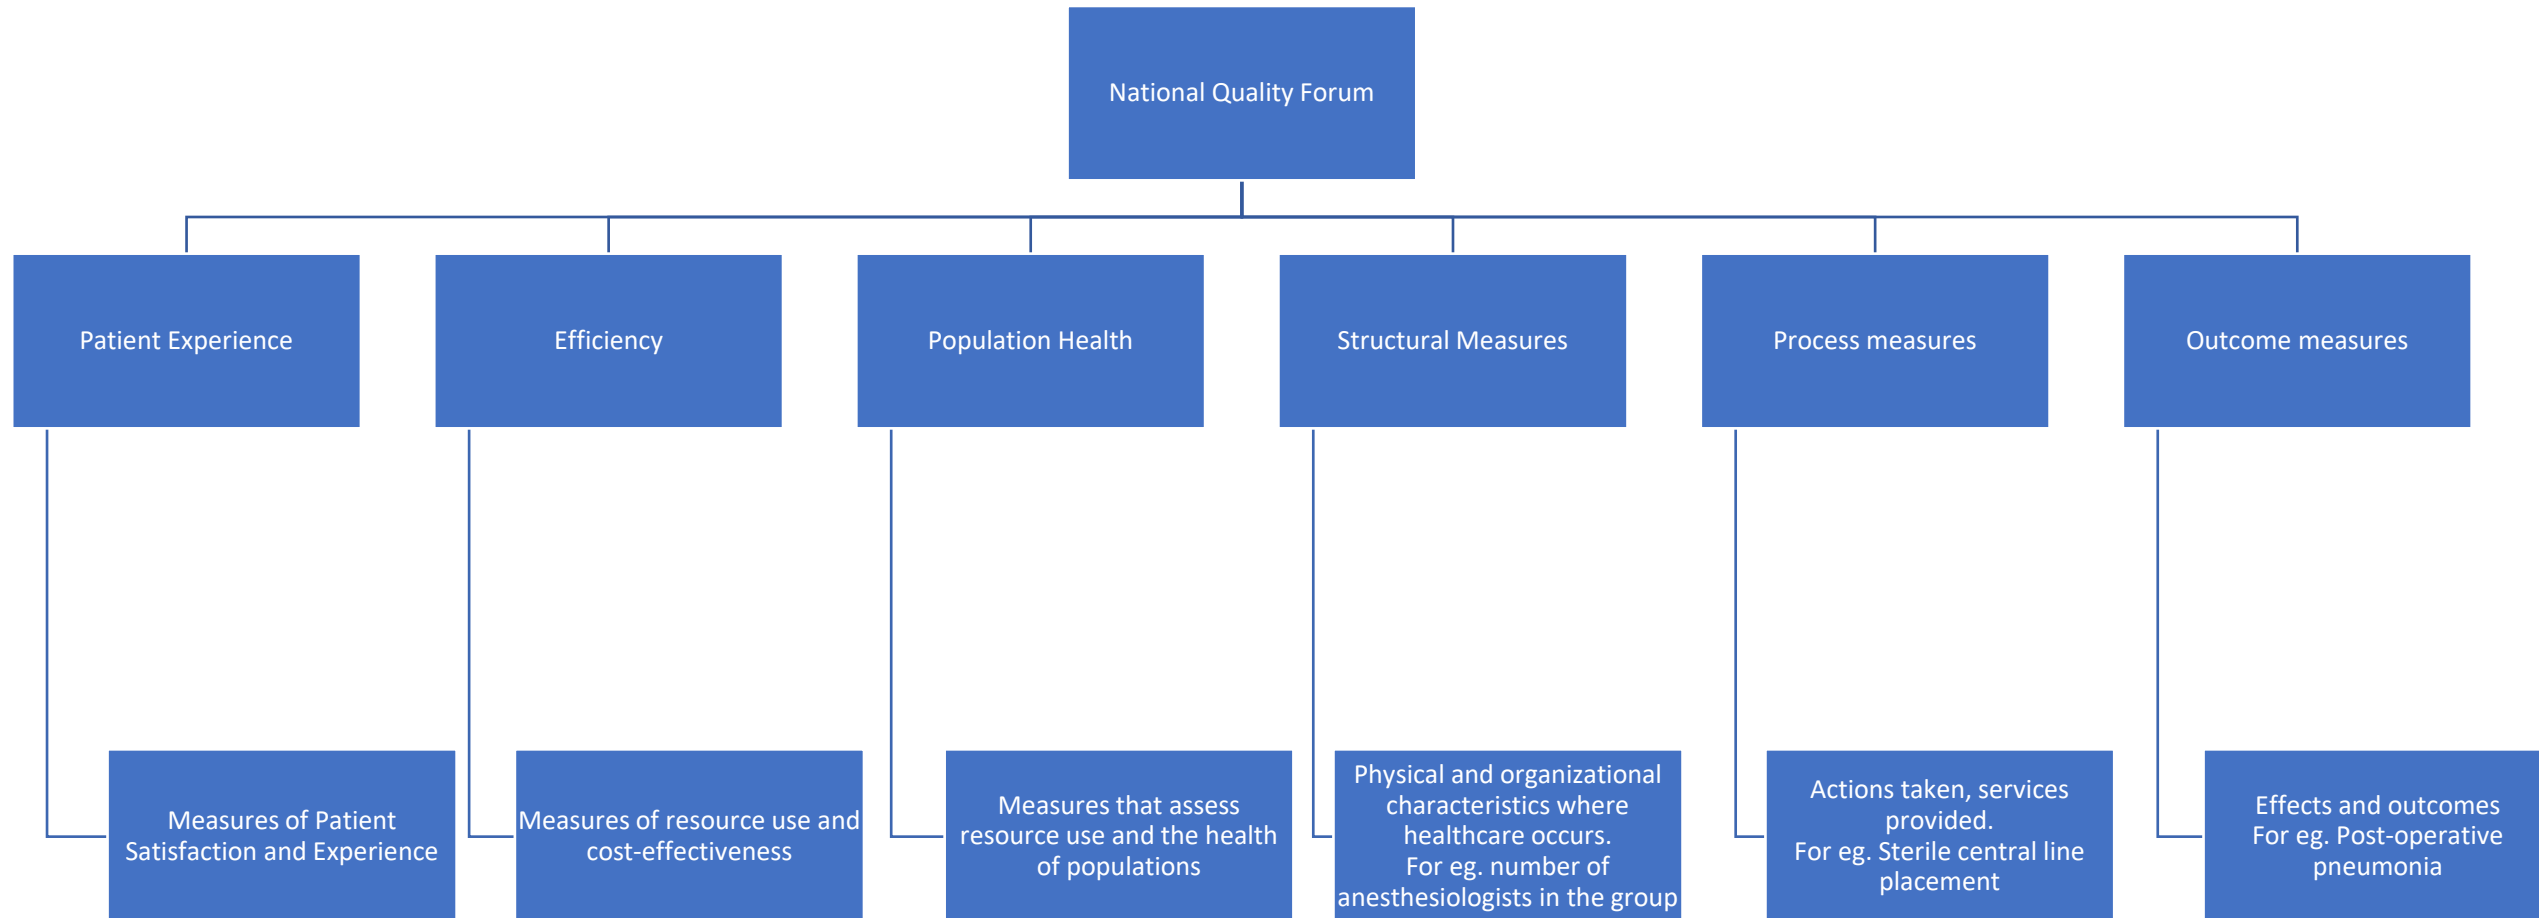 National Quality Forum
Patient Experience
Efficiency
Population Health
Structural Measures
Process measures
Outcome measures
Measures of Patient
Satisfaction and Experience
Measures of resource use and
cost-effectiveness
Measures that assess
resource use and the health
of populations
Physical and organizational
characteristics where
healthcare occurs.
For eg. number of
anesthesiologists in the group
Actions taken, services
provided.
For eg. Sterile central line
placement
Effects and outcomes
For eg. Post-operative
pneumonia